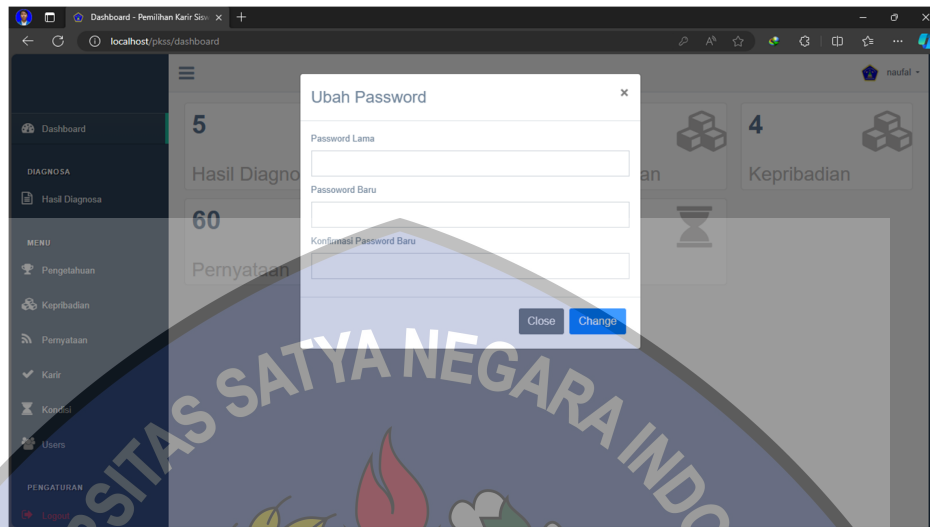 Dashboard - Pemilihan Karir Sisw
localhost/pkss/dashboard
naufal
Dashboard
DIAGNOSA
Hasil Diagnosa
MENU
Pengetahuan
Kepribadian
Pernyataan
Karir
Kondisi
Users
PENGATURAN
Logout
5
Hasil Diagno
an
4
Kepribadian
60
Pernyataan
Ubah Password
×
Password Lama
Passoword Baru
Konfirmasi Password Baru
Close
Change
SATYA NEGARA